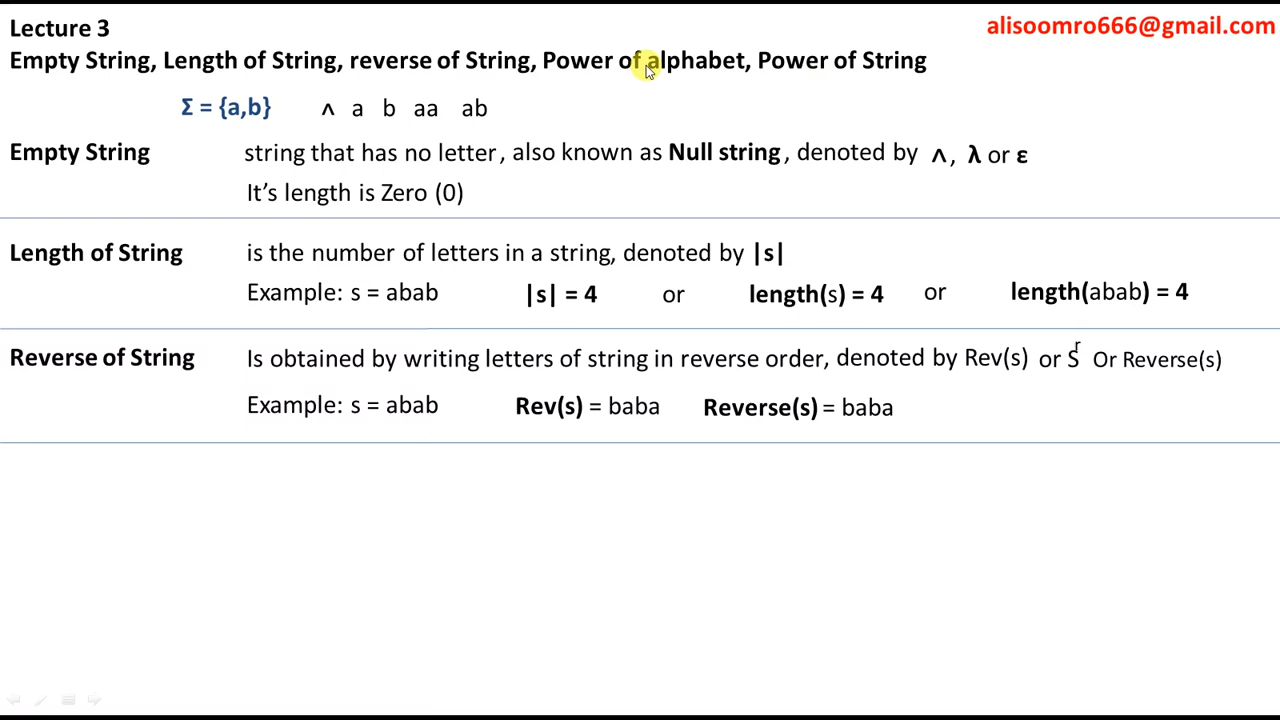 Lecture 3
alisoomro666@gmail.com
Empty String, Length of String, reverse of String, Power of alphabet, Power of String
Σ = {a,b} ʌ a b aa ab
Empty String string that has no letter, also known as Null string, denoted by ʌ, λ or ε
It's length is Zero (0)
Length of String is the number of letters in a string, denoted by |s|
Example: s = abab |s| = 4 or length(s) = 4 or length(abab) = 4
Reverse of String Is obtained by writing letters of string in reverse order, denoted by Rev(s) or Sʳ Or Reverse(s)
Example: s = abab Rev(s) = baba Reverse(s) = baba